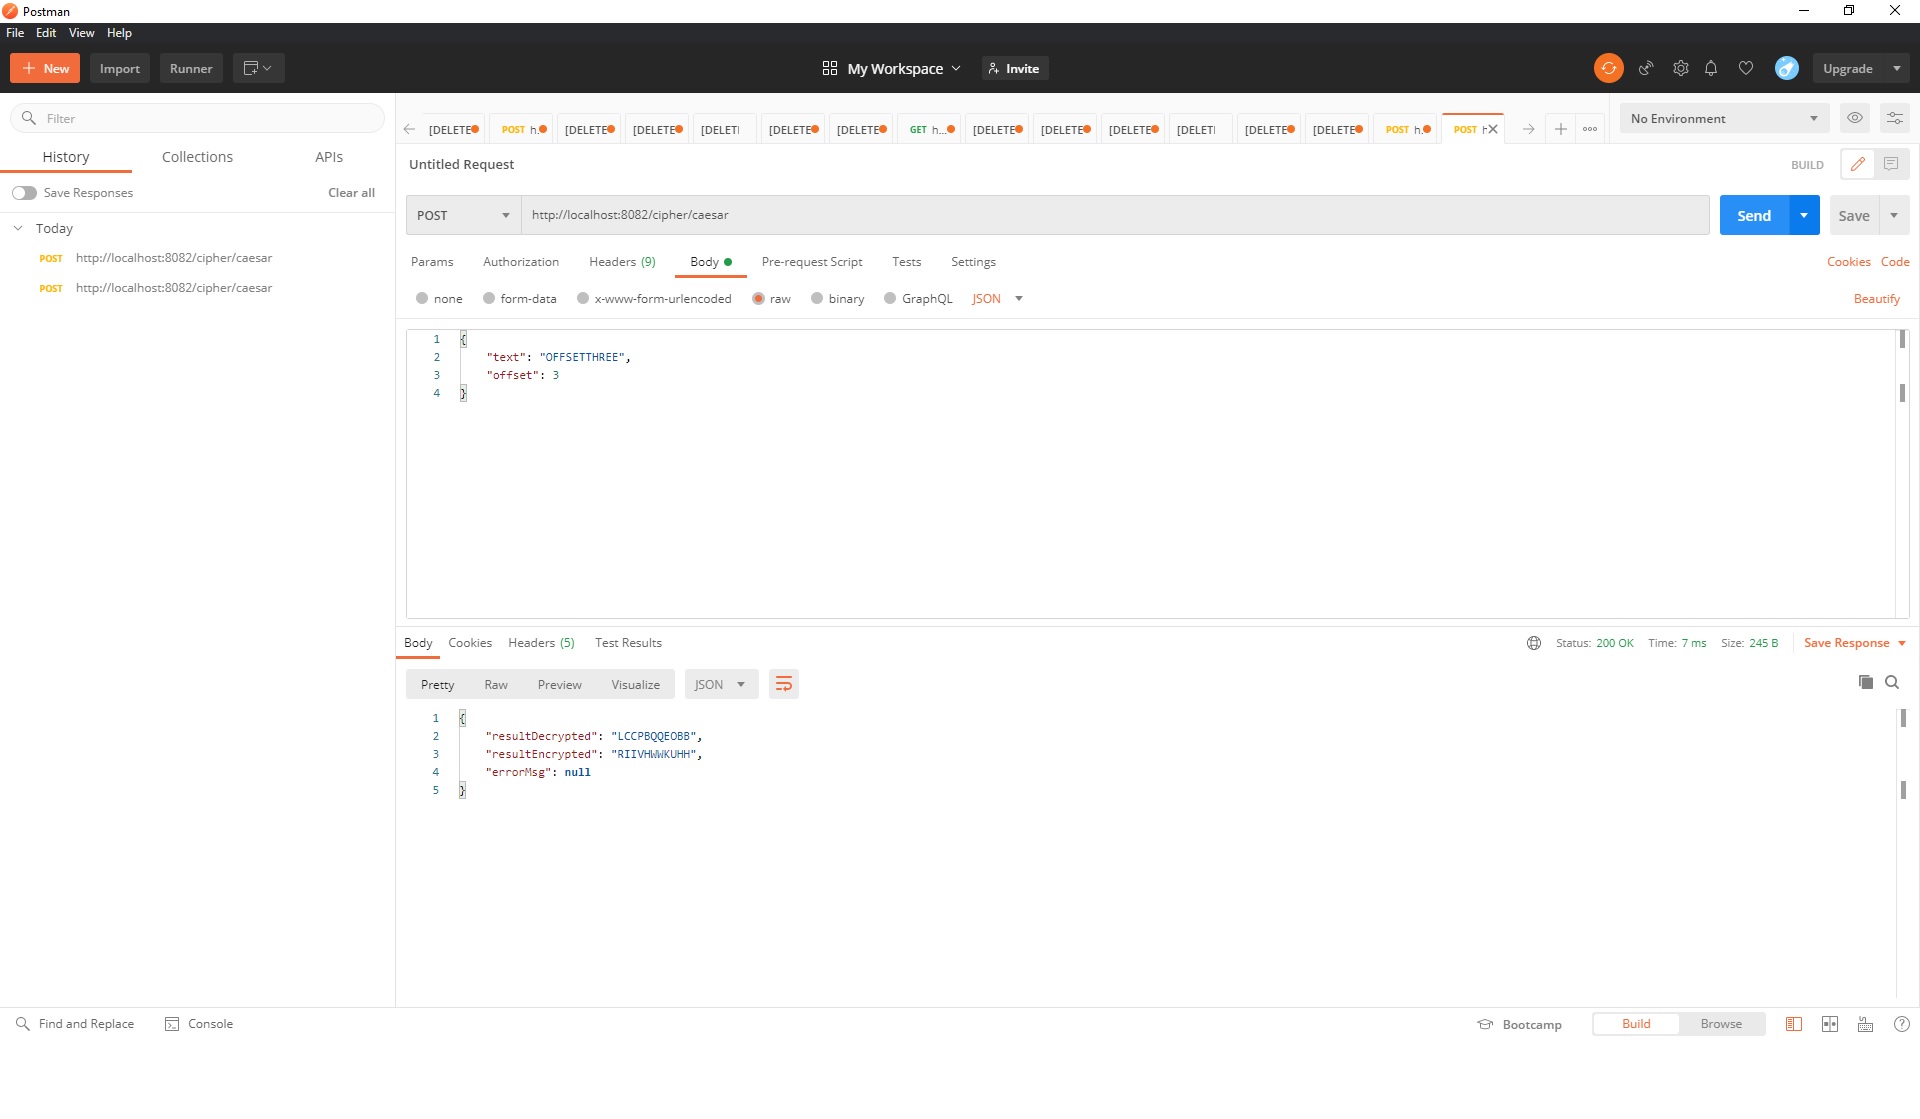 Postman
File Edit View Help
New Import Runner My Workspace Invite Upgrade
Filter
[DELETE POST h. [DELETE [DELETE [DELETI [DELETE [DELETE GET h... [DELETE [DELETE [DELETE [DELETI [DELETE [DELETE POST h. POST
No Environment
History Collections APIs
Save Responses Clear all
Today
POST http://localhost:8082/cipher/caesar
POST http://localhost:8082/cipher/caesar
Untitled Request BUILD
POST http://localhost:8082/cipher/caesar Send Save
Params Authorization Headers (9) Body Pre-request Script Tests Settings Cookies Code
none form-data x-www-form-urlencoded raw binary GraphQL JSON Beautify
1 {
2 "text": "OFFSETTHREE",
3 "offset": 3
4 }
Body Cookies Headers (5) Test Results Status: 200 OK Time: 7 ms Size: 245 B Save Response
Pretty Raw Preview Visualize JSON
1 {
2 "resultDecrypted": "LCCPBQQEOBB",
3 "resultEncrypted": "RIIVHWWKUHH",
4 "errorMsg": null
5 }
Find and Replace Console Bootcamp Build Browse